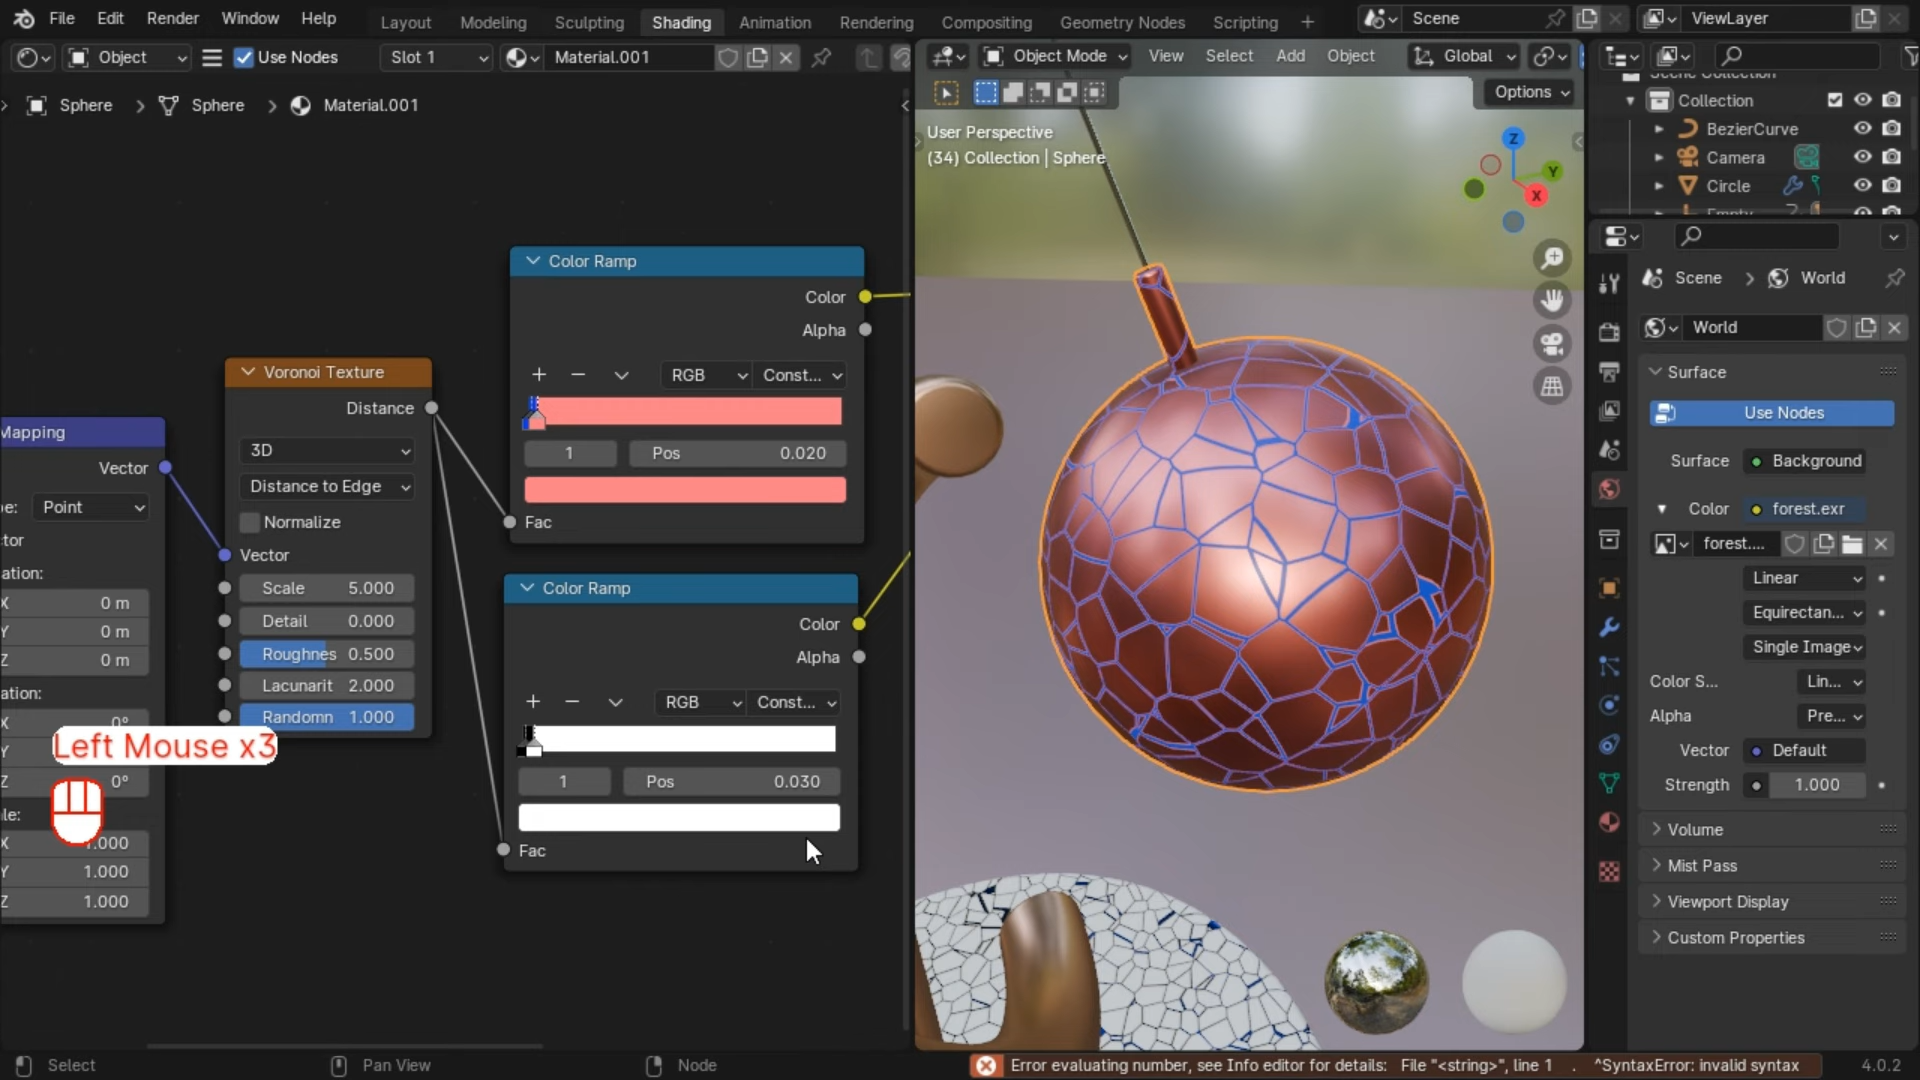 File Edit Render Window Help
Layout Modeling Sculpting Shading Animation Rendering Compositing Geometry Nodes Scripting +
Scene
ViewLayer
Object
Use Nodes
Slot 1
Material.001
Object Mode
View Select Add Object
Global
Options
Sphere > Sphere > Material.001
User Perspective
(34) Collection | Sphere
Z
Y
X
Mapping
Vector
Point
0 m
0 m
0 m
X
Y
Z
0°
X
Y
Z
0°
X
Y
Z
1.000
1.000
Voronoi Texture
Distance
3D
Distance to Edge
Normalize
Vector
Scale 5.000
Detail 0.000
Roughnes 0.500
Lacunarit 2.000
Randomn 1.000
Left Mouse x3
Color Ramp
Color
Alpha
RGB Const...
1 Pos 0.020
Fac
Color Ramp
Color
Alpha
RGB Const...
1 Pos 0.030
Fac
Collection
BezierCurve
Camera
Circle
Scene > World
World
Surface
Use Nodes
Surface Background
Color forest.exr
forest....
Linear
Equirectan...
Single Image
Color S... Lin...
Alpha Pre...
Vector Default
Strength 1.000
Volume
Mist Pass
Viewport Display
Custom Properties
Select
Pan View
Node
Error evaluating number, see Info editor for details: File "<string>", line 1 . ^SyntaxError: invalid syntax
4.0.2